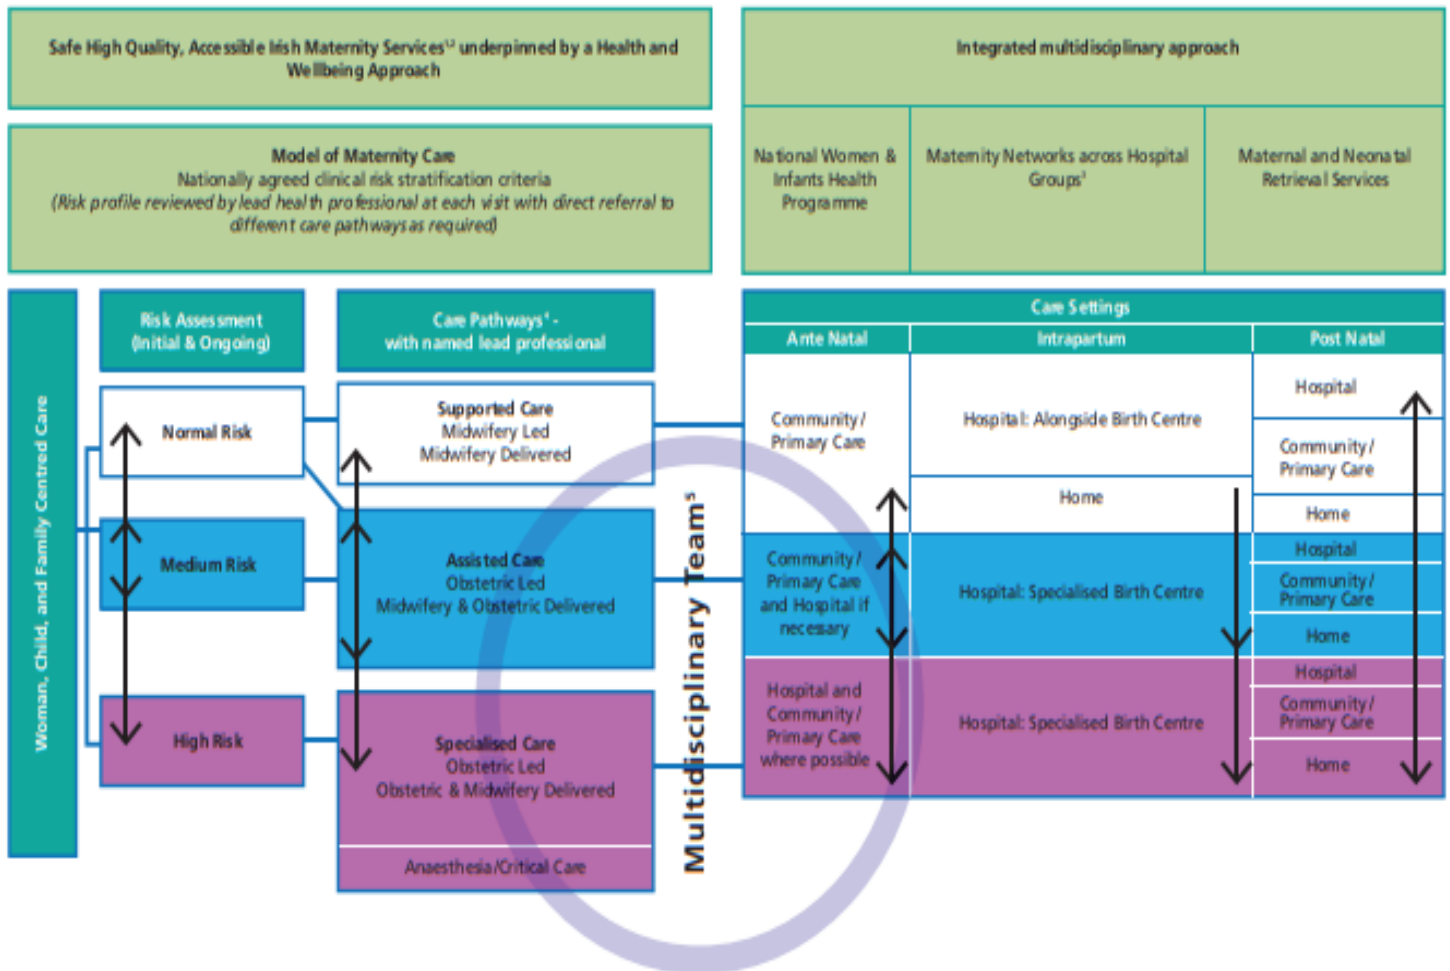 Safe High Quality, Accessible Irish Maternity Services¹,² underpinned by a Health and
Wellbeing Approach
Model of Maternity Care
Nationally agreed clinical risk stratification criteria
(Risk profile reviewed by lead health professional at each visit with direct referral to
different care pathways as required)
Integrated multidisciplinary approach
National Women &
Infants Health
Programme
Maternity Networks across Hospital
Groups³
Maternal and Neonatal
Retrieval Services
Woman, Child, and Family Centred Care
Risk Assessment
(Initial & Ongoing)
Normal Risk
Medium Risk
High Risk
Care Pathways⁴ -
with named lead professional
Supported Care
Midwifery Led
Midwifery Delivered
Assisted Care
Obstetric Led
Midwifery & Obstetric Delivered
Specialised Care
Obstetric Led
Obstetric & Midwifery Delivered
Anaesthesia/Critical Care
Multidisciplinary Team⁵
Care Settings
Ante Natal
Intrapartum
Post Natal
Community/
Primary Care
Hospital: Alongside Birth Centre
Home
Hospital
Community/
Primary Care
Home
Community/
Primary Care
and Hospital if
necessary
Hospital: Specialised Birth Centre
Hospital
Community/
Primary Care
Home
Hospital and
Community/
Primary Care
where possible
Hospital: Specialised Birth Centre
Hospital
Community/
Primary Care
Home